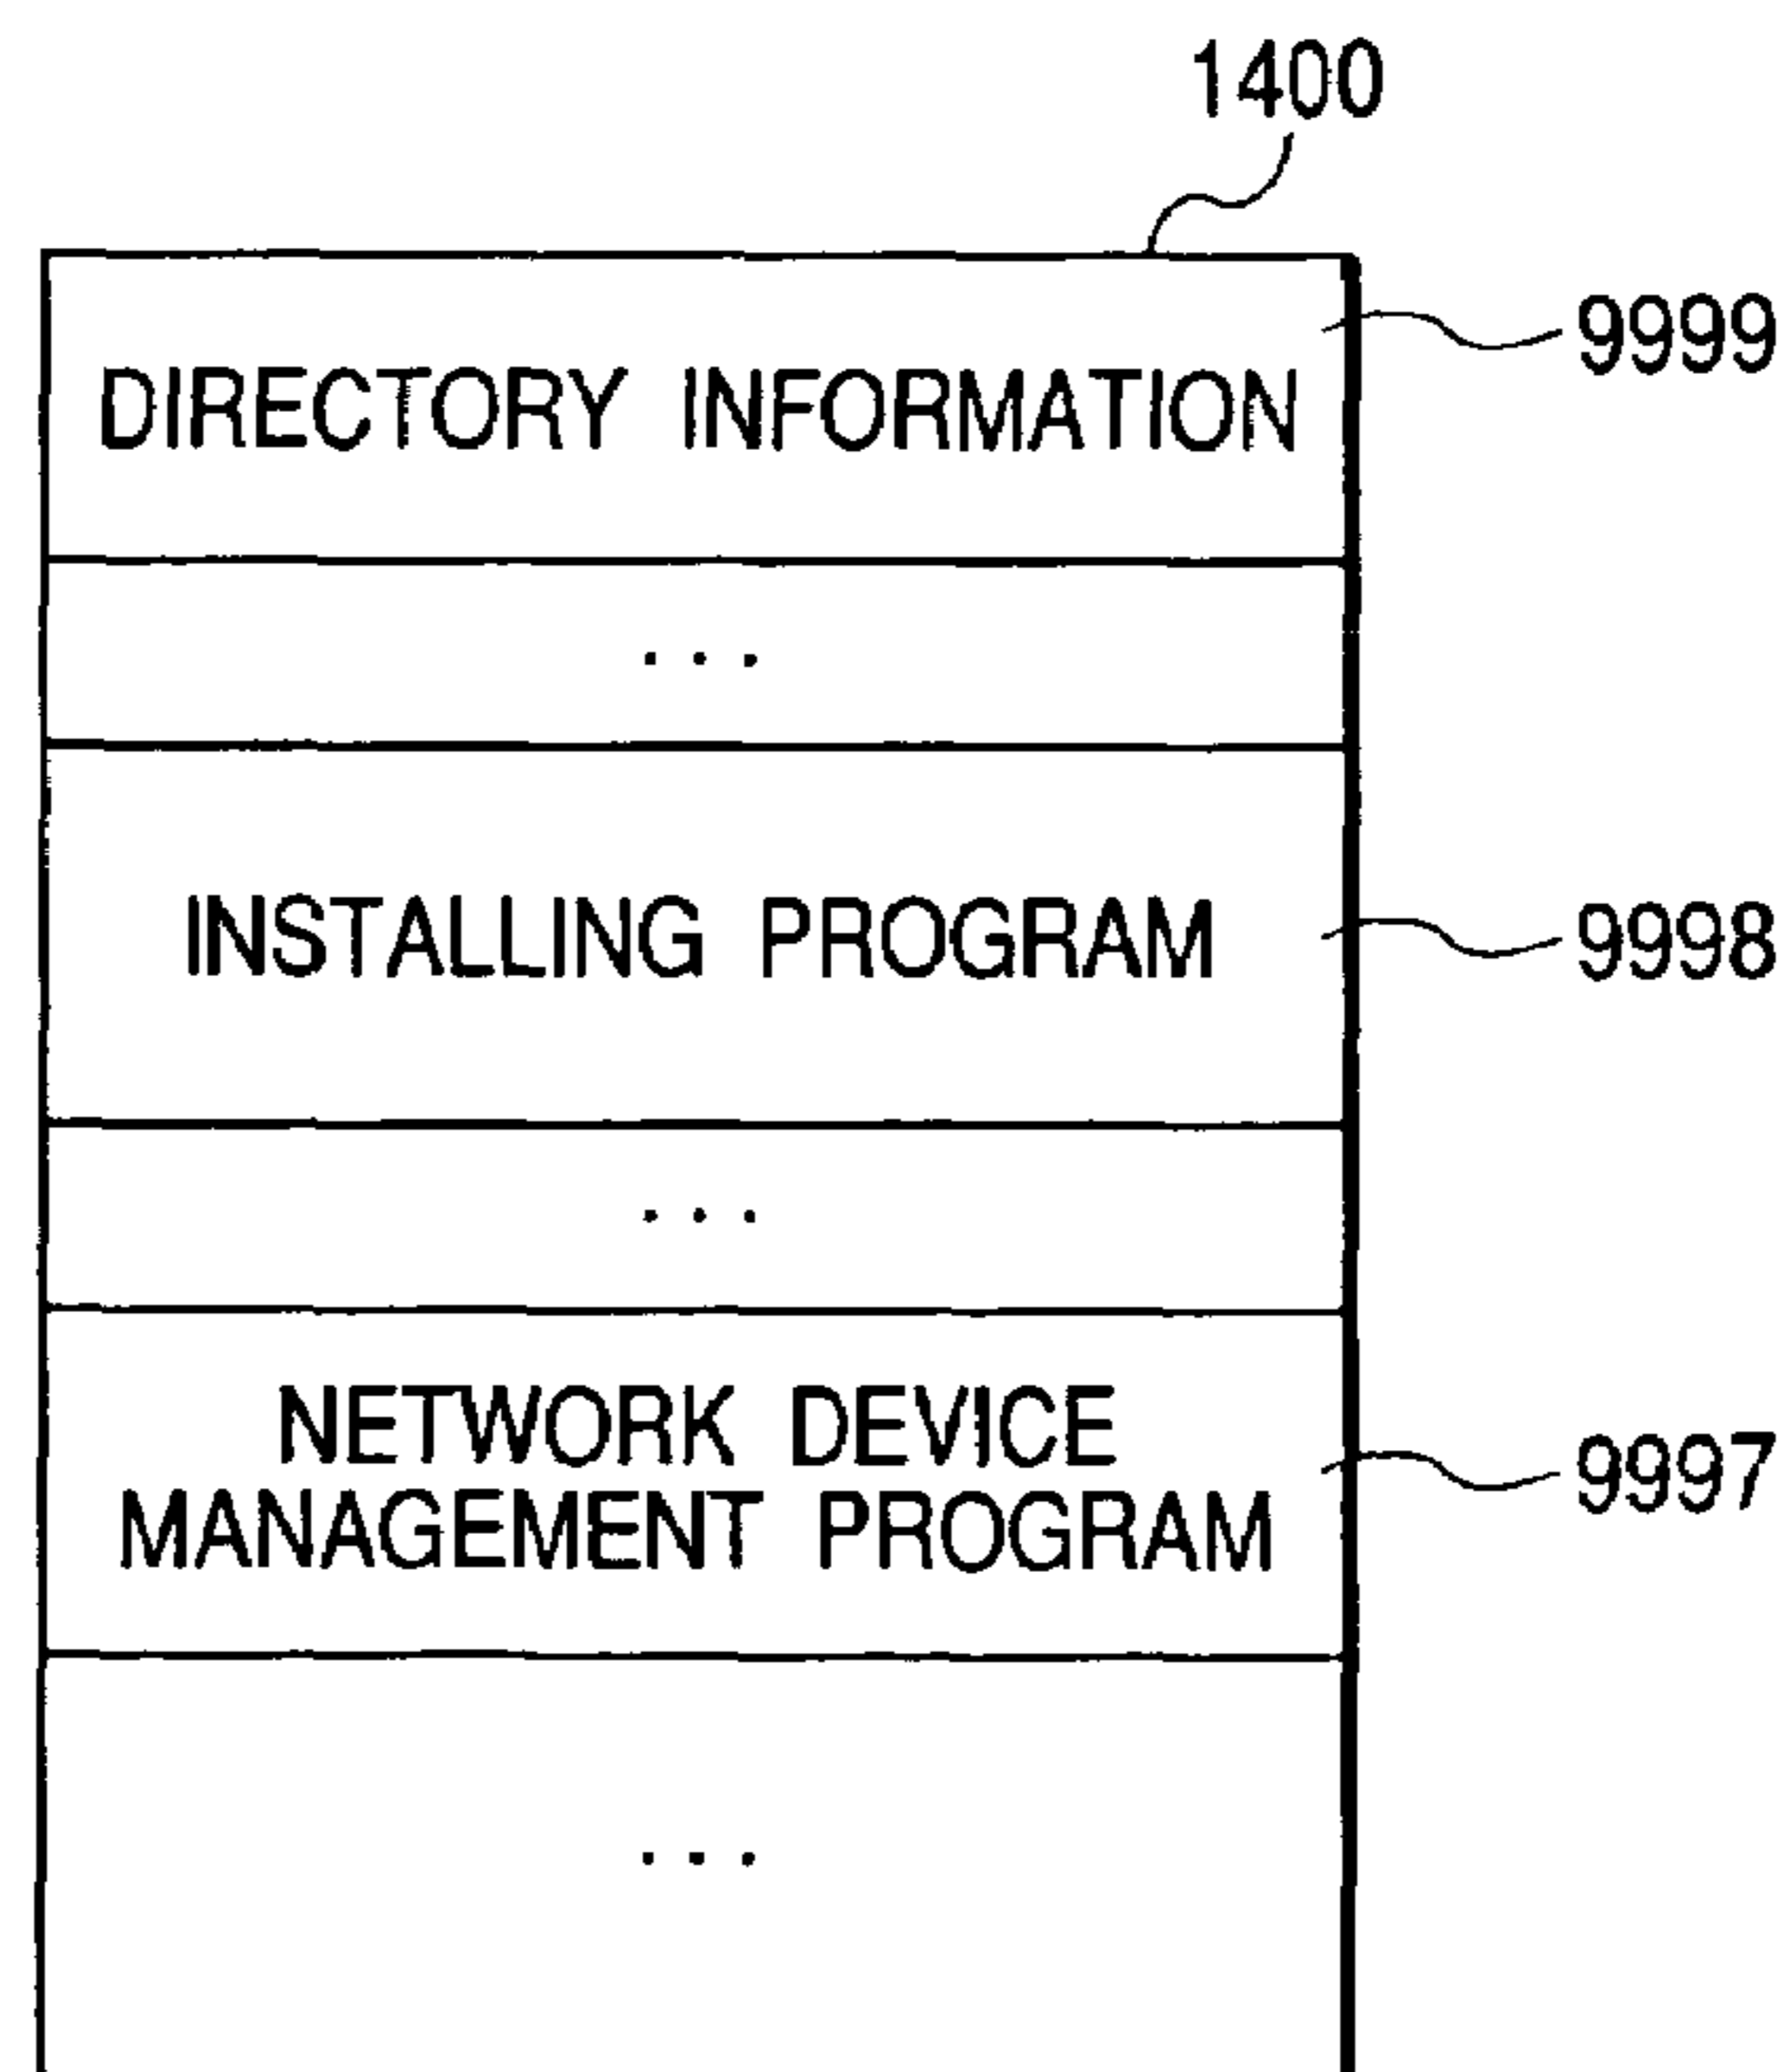 1400
DIRECTORY INFORMATION
9999
...
INSTALLING PROGRAM
9998
...
NETWORK DEVICE
MANAGEMENT PROGRAM
9997
...